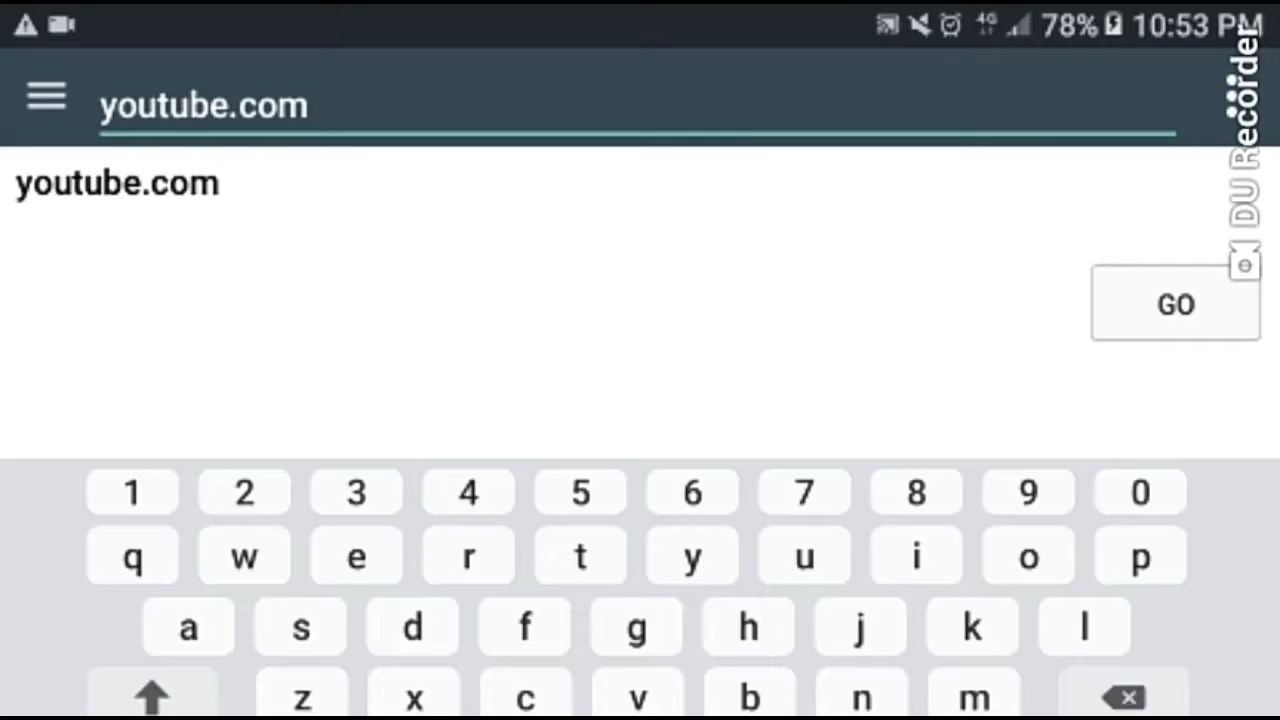 4G 78% 10:53 PM
youtube.com
DU Recorder
youtube.com
GO
1 2 3 4 5 6 7 8 9 0
q w e r t y u i o p
a s d f g h j k l
z x c v b n m